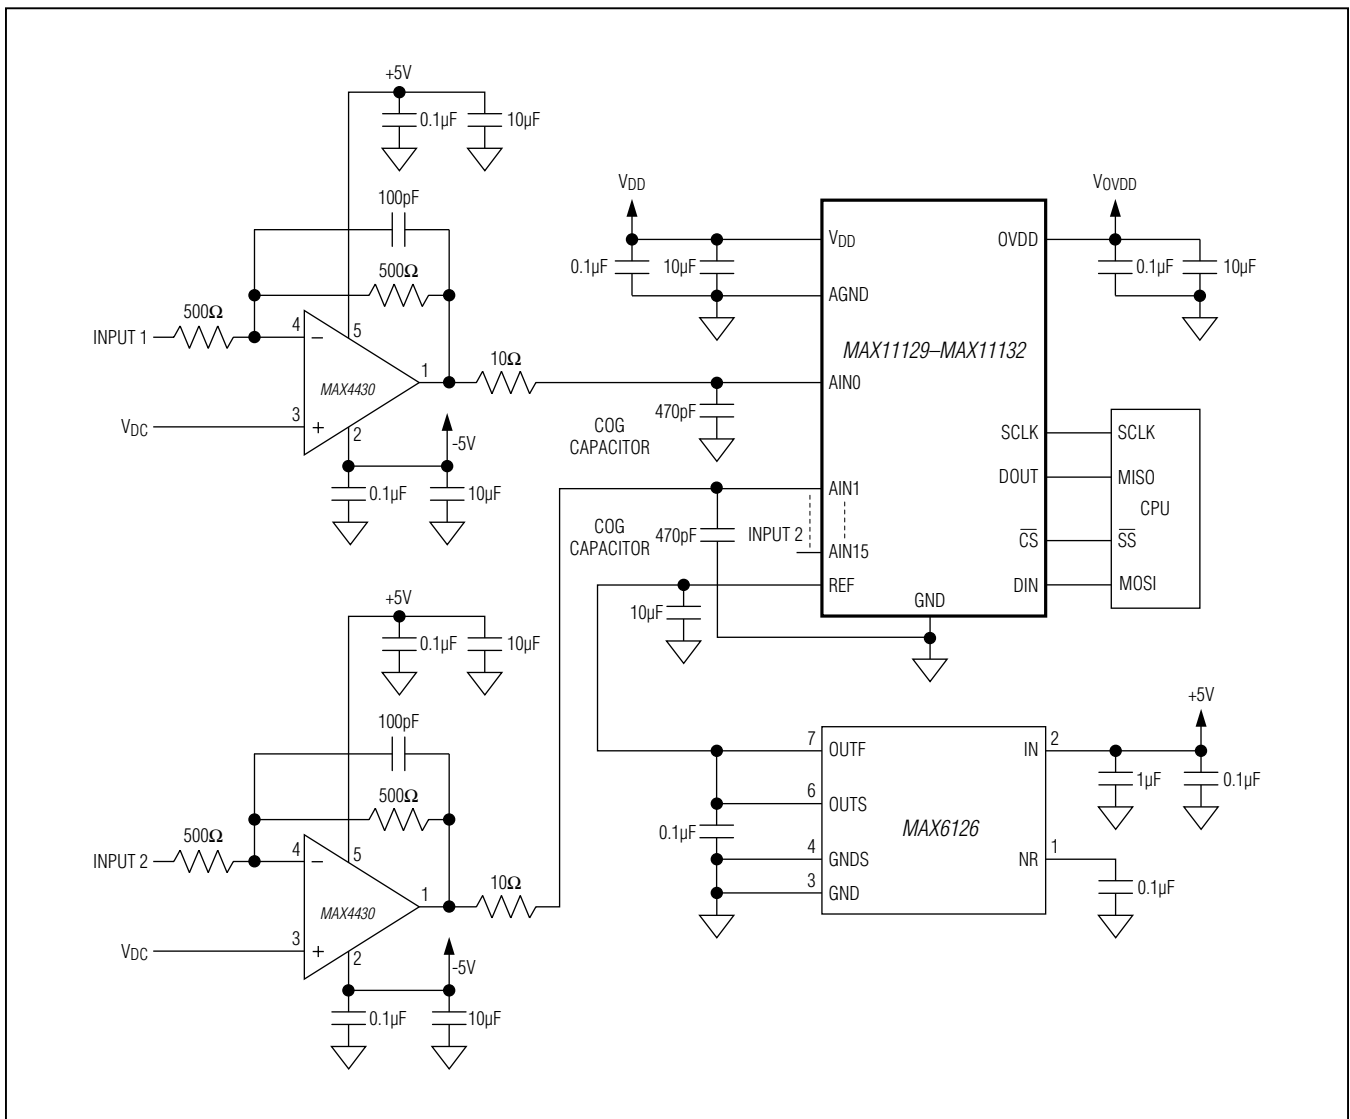 +5V
0.1µF
10µF
100pF
500Ω
500Ω
INPUT 1
4
−
5
MAX4430
1
10Ω
VDC
3
+
2
-5V
0.1µF
10µF
VDD
0.1µF
10µF
VDD
AGND
OVDD
VOVDD
0.1µF
10µF
MAX11129–MAX11132
AIN0
470pF
COG
CAPACITOR
AIN1
COG
CAPACITOR
470pF
INPUT 2
AIN15
REF
10µF
GND
SCLK
DOUT
CS
DIN
SCLK
MISO
CPU
SS
MOSI
+5V
0.1µF
10µF
100pF
500Ω
500Ω
INPUT 2
4
−
5
MAX4430
1
10Ω
VDC
3
+
2
-5V
0.1µF
10µF
7
OUTF
6
OUTS
0.1µF
4
GNDS
3
GND
MAX6126
IN
2
NR
1
+5V
1µF
0.1µF
0.1µF